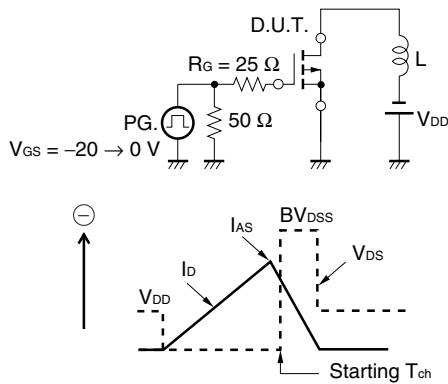 D.U.T.
RG = 25 Ω
L
PG.
50 Ω
VDD
VGS = −20 → 0 V
−
BVDSS
IAS
ID
VDS
VDD
Starting Tch